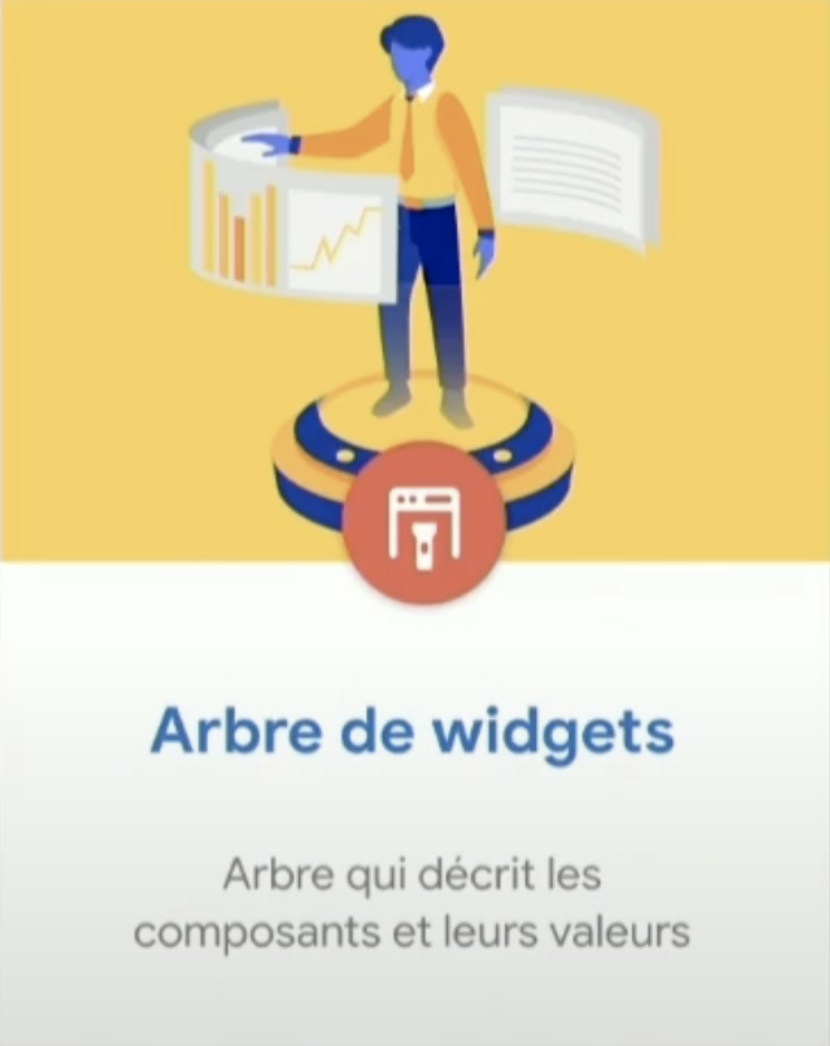 Arbre de widgets
Arbre qui décrit les
composants et leurs valeurs